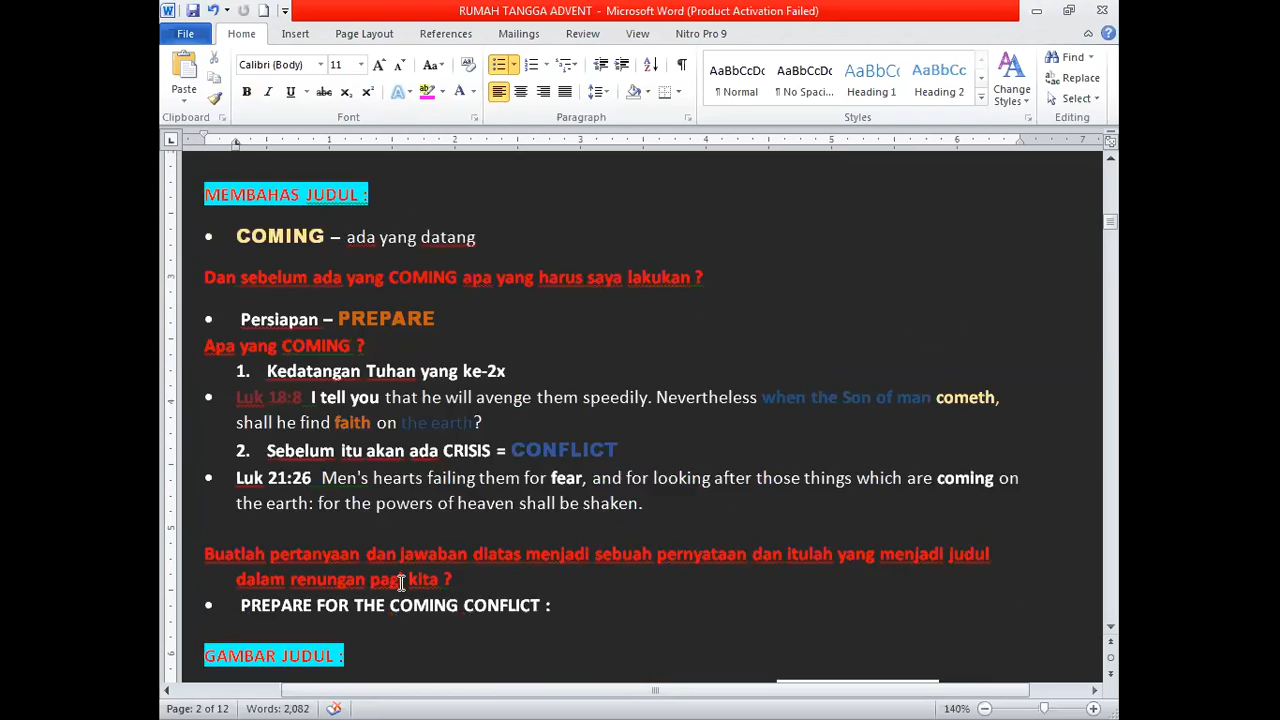 RUMAH TANGGA ADVENT - Microsoft Word (Product Activation Failed)
File Home Insert Page Layout References Mailings Review View Nitro Pro 9
Paste
Calibri (Body) 11
AaBbCcDc AaBbCcDc AaBbCc AaBbCc
¶ Normal ¶ No Spaci... Heading 1 Heading 2
Change Styles
Find
Replace
Select
Clipboard Font Paragraph Styles Editing
1 2 3 4 5 6 7
MEMBAHAS JUDUL :
• COMING – ada yang datang
Dan sebelum ada yang COMING apa yang harus saya lakukan ?
• Persiapan – PREPARE
Apa yang COMING ?
1. Kedatangan Tuhan yang ke-2x
• Luk 18:8 I tell you that he will avenge them speedily. Nevertheless when the Son of man cometh,
shall he find faith on the earth?
2. Sebelum itu akan ada CRISIS = CONFLICT
• Luk 21:26 Men's hearts failing them for fear, and for looking after those things which are coming on
the earth: for the powers of heaven shall be shaken.
Buatlah pertanyaan dan jawaban diatas menjadi sebuah pernyataan dan itulah yang menjadi judul
dalam renungan pagi kita ?
• PREPARE FOR THE COMING CONFLICT :
GAMBAR JUDUL :
Page: 2 of 12 Words: 2,082 140%